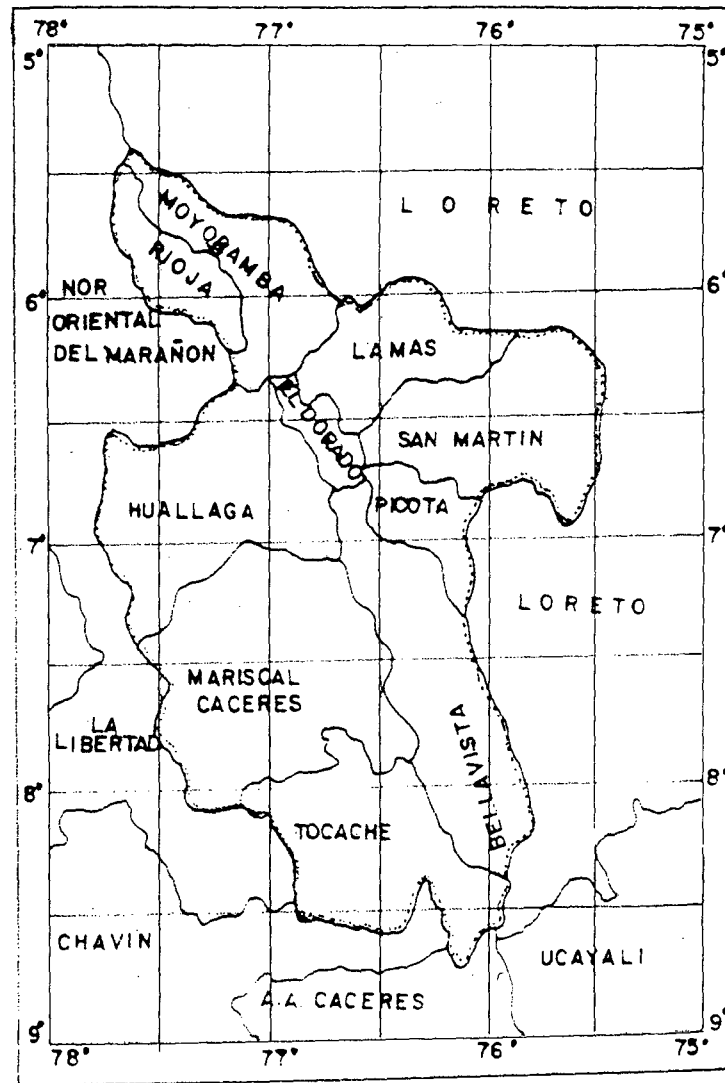 78° 77° 76° 75°
5° 5°
LORETO
MOYOBAMBA
RIOJA
NOR
ORIENTAL
DEL MARAÑON
6° 6°
LAMAS
EL DORADO
SAN MARTIN
HUALLAGA
PICOTA
7° 7°
LORETO
MARISCAL
CACERES
LA
LIBERTAD
BELLAVISTA
8° 8°
TOCACHE
CHAVIN
UCAYALI
A.A. CACERES
9° 9°
78° 77° 76° 75°